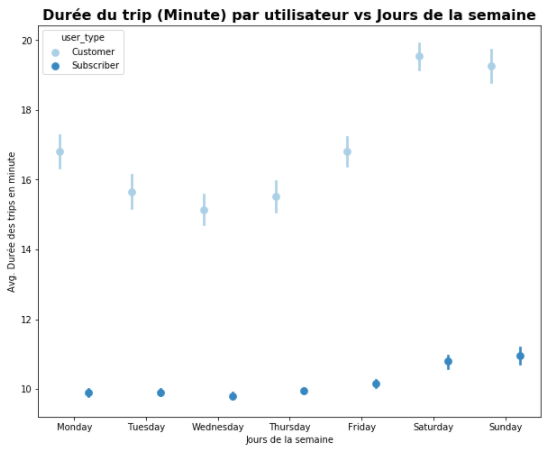 Durée du trip (Minute) par utilisateur vs Jours de la semaine
user_type
Customer
Subscriber
Avg. Durée des trips en minute
20
18
16
14
12
10
Monday Tuesday Wednesday Thursday Friday Saturday Sunday
Jours de la semaine